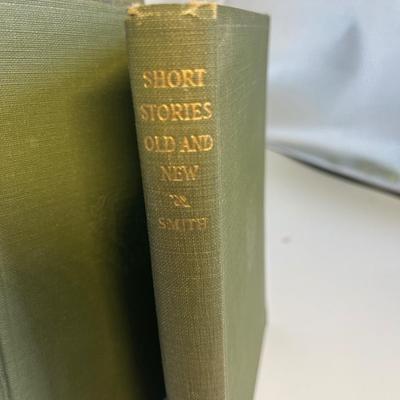 SHORT
STORIES
OLD AND
NEW
SMITH